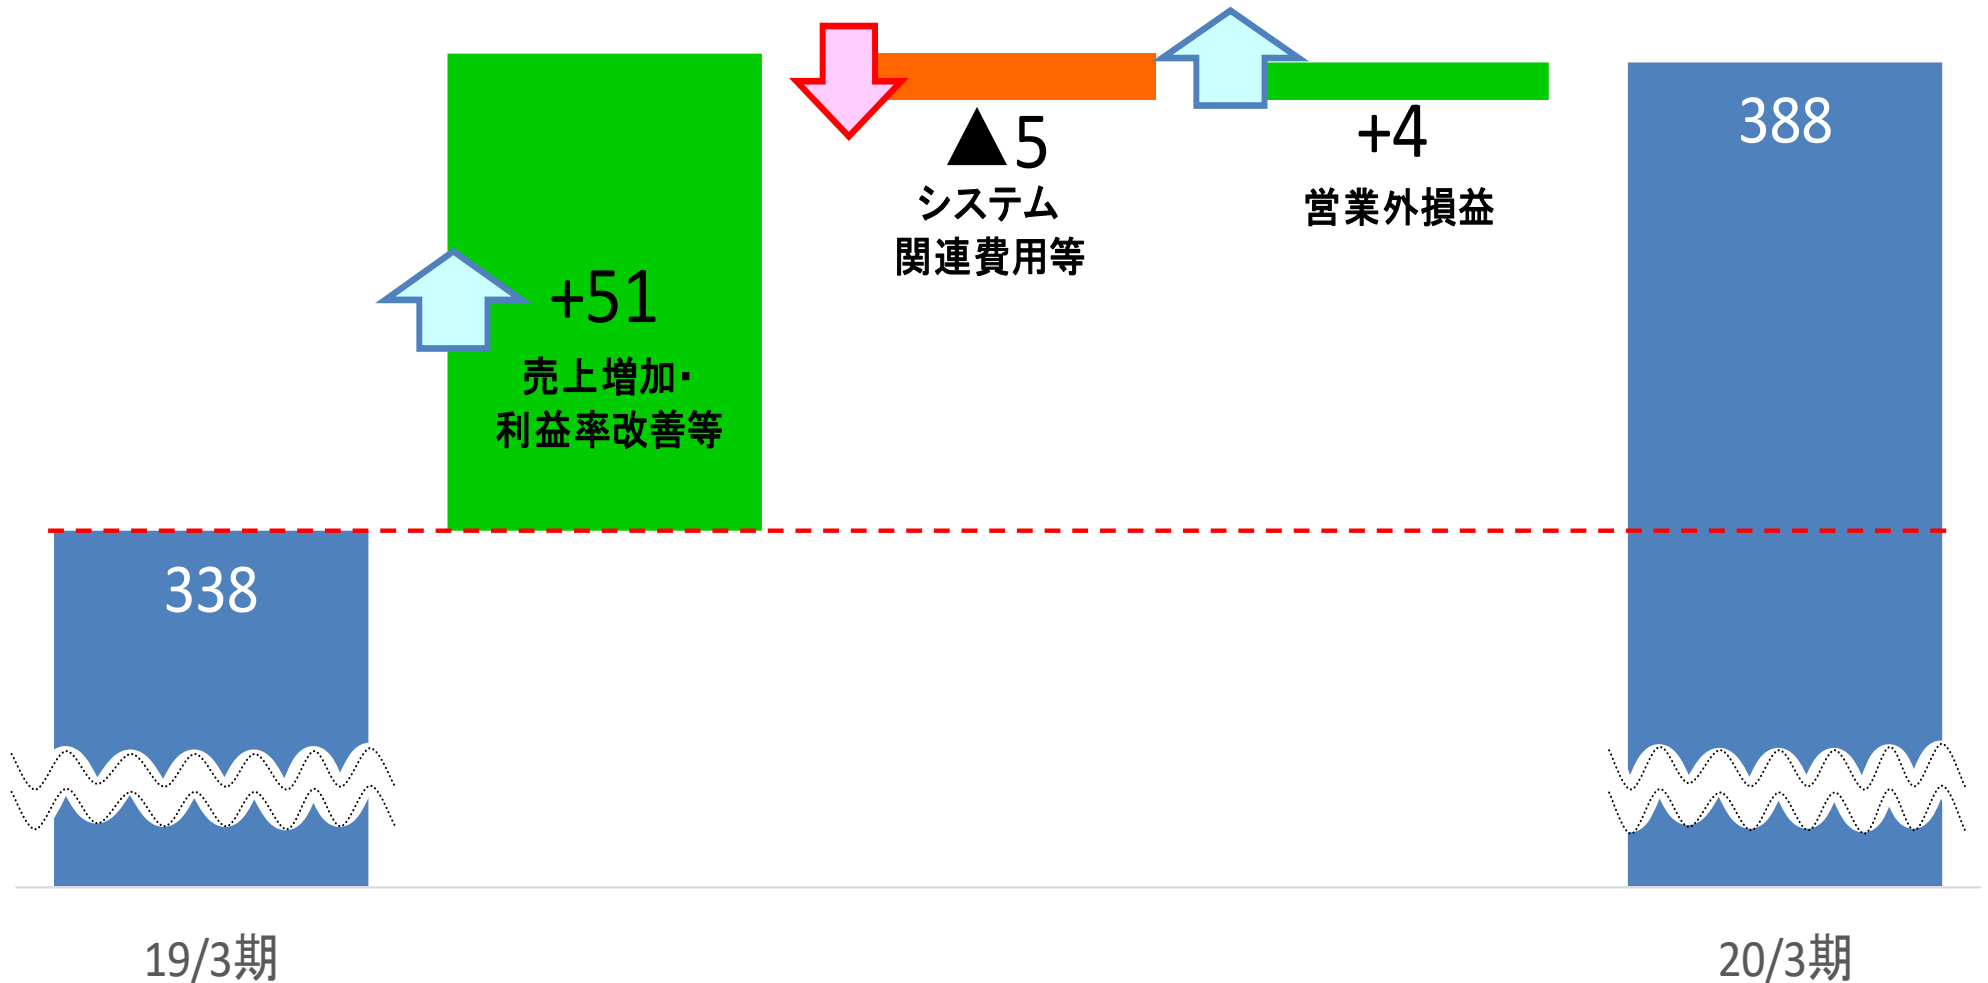 +51
売上増加・
利益率改善等
▲5
システム
関連費用等
+4
営業外損益
388
338
19/3期
20/3期